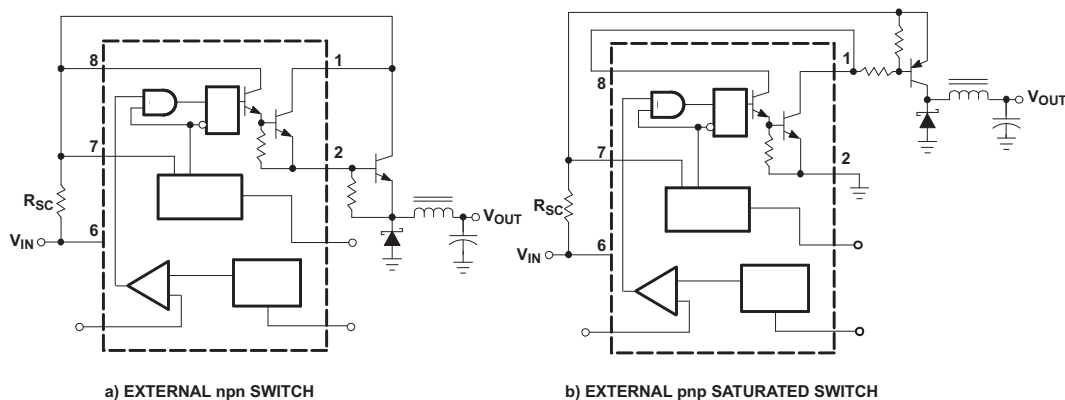 8
1
7
2
RSC
VIN
6
VOUT
a) EXTERNAL npn SWITCH
1
8
VOUT
7
2
RSC
VIN
6
b) EXTERNAL pnp SATURATED SWITCH